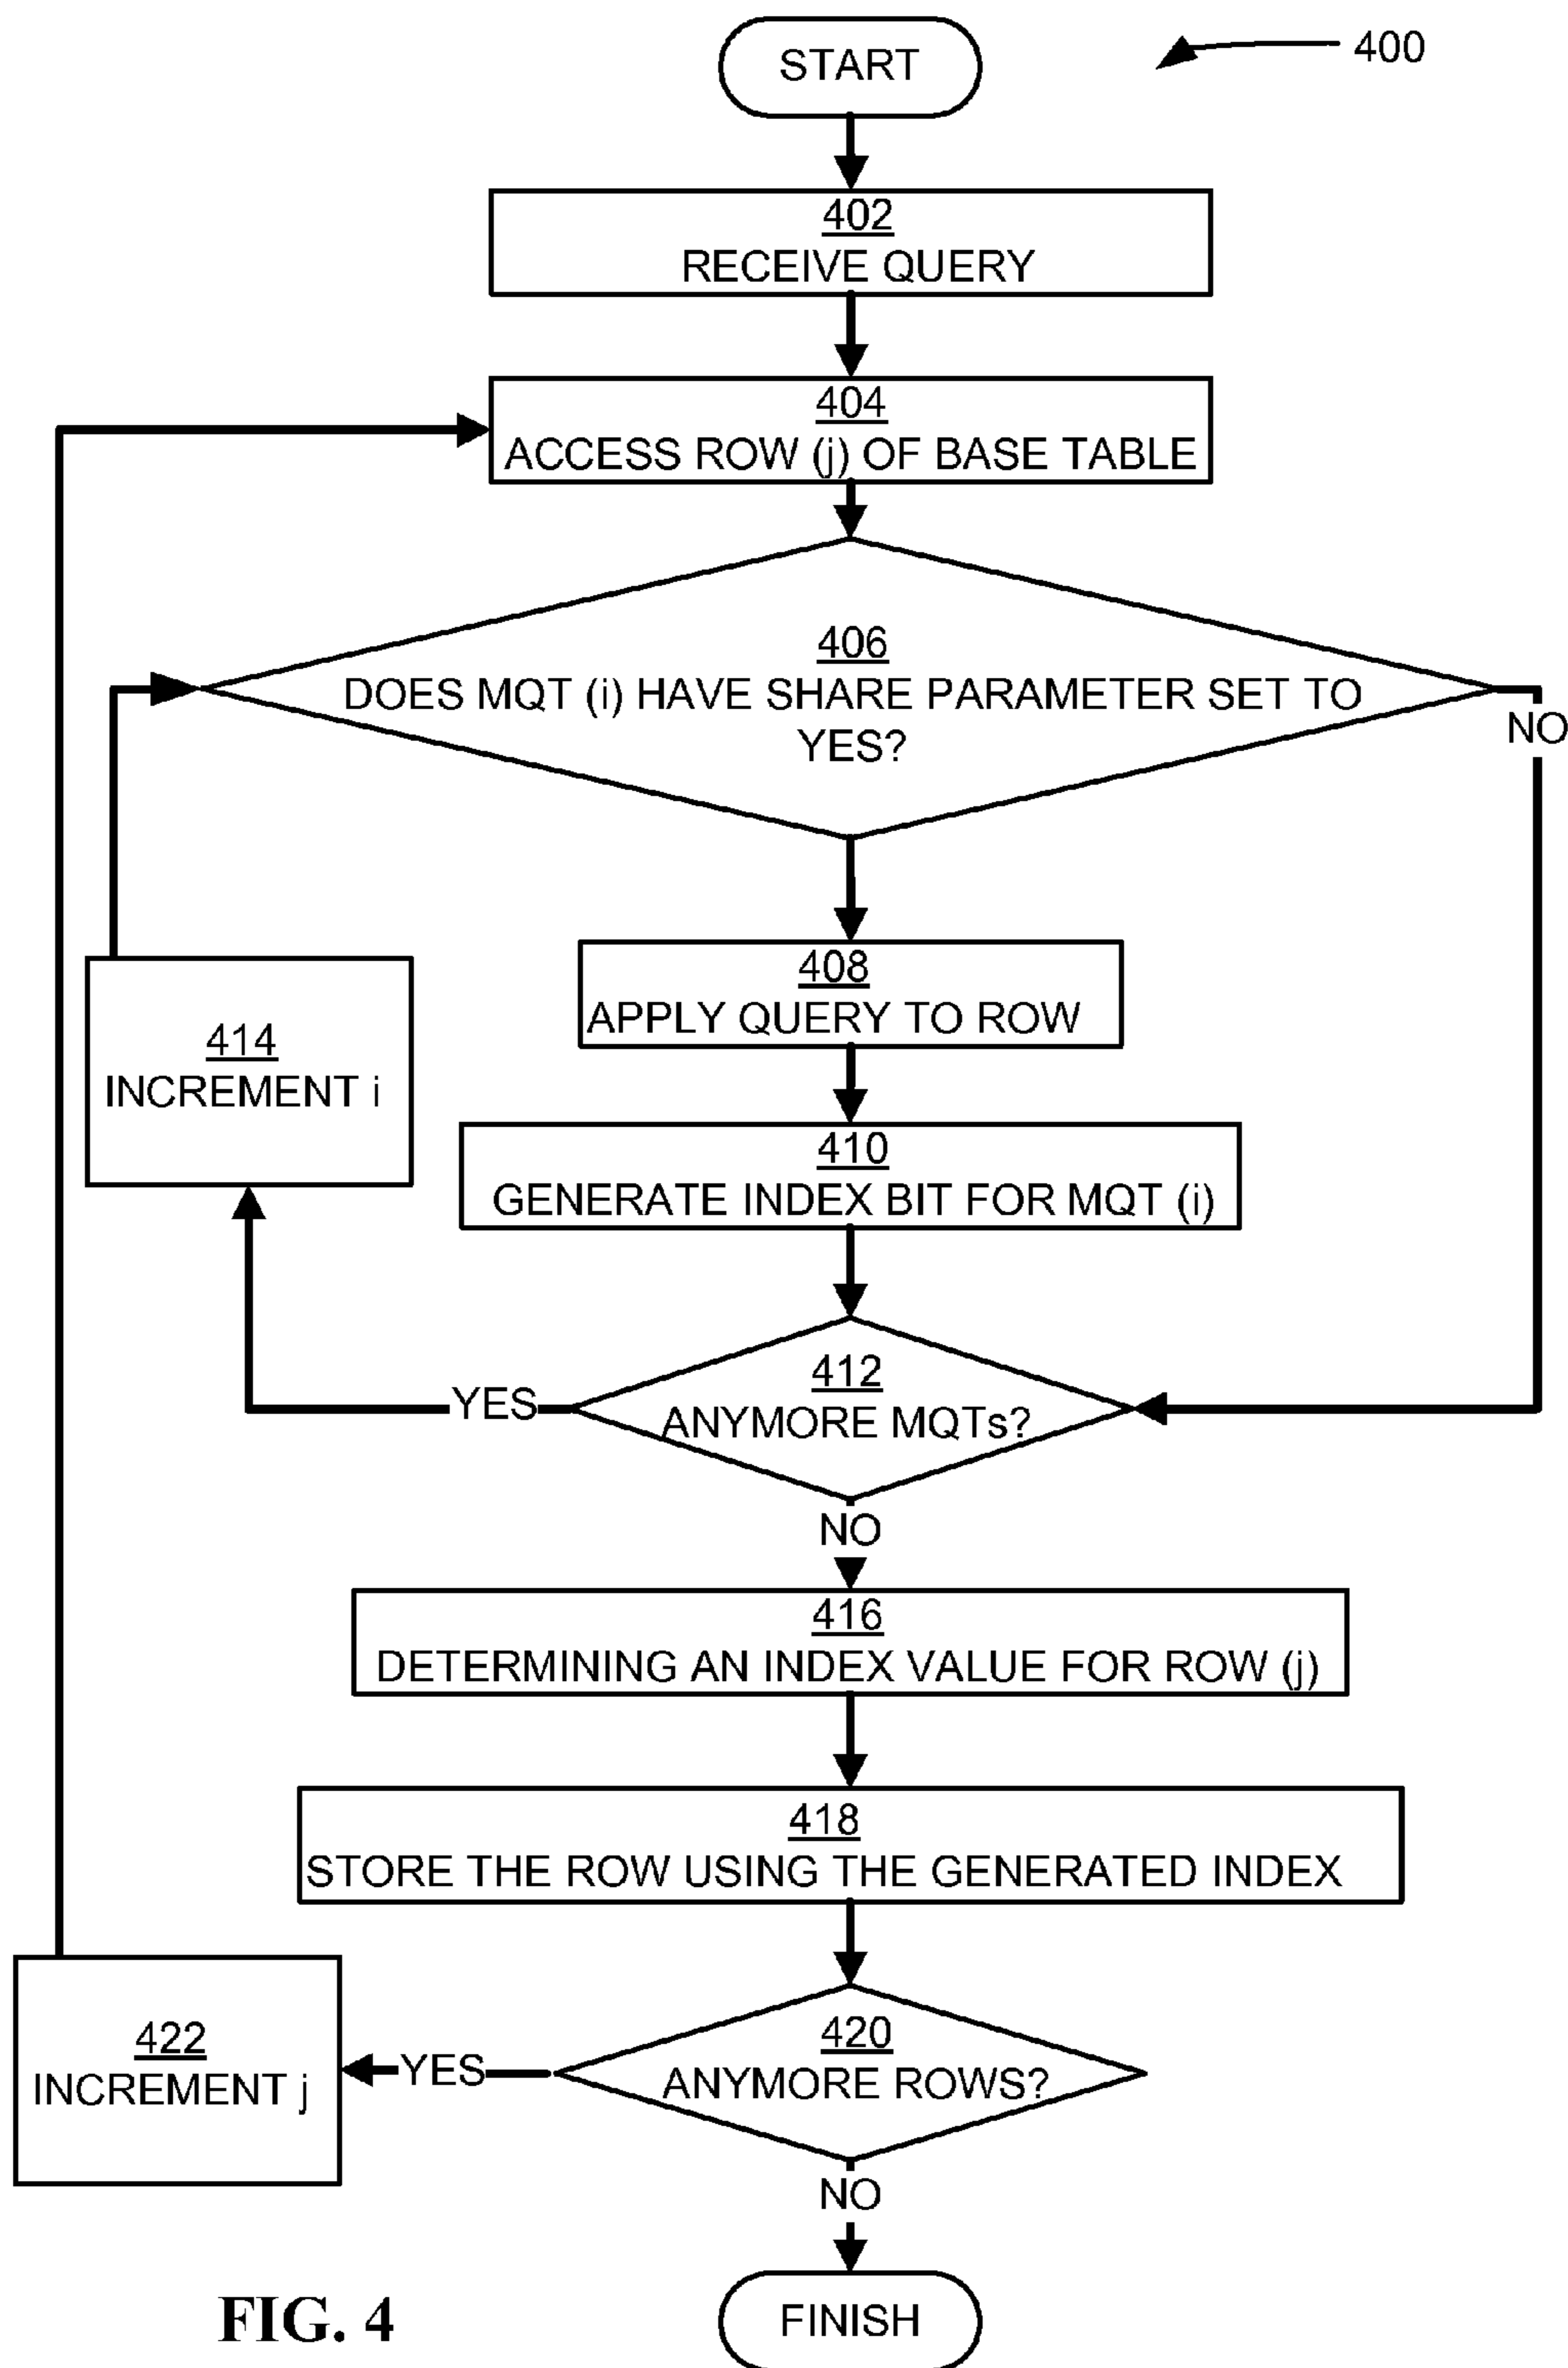 START
400
402
RECEIVE QUERY
404
ACCESS ROW (j) OF BASE TABLE
406
DOES MQT (i) HAVE SHARE PARAMETER SET TO
YES?
NO
408
APPLY QUERY TO ROW
414
INCREMENT i
410
GENERATE INDEX BIT FOR MQT (i)
412
ANYMORE MQTs?
YES
NO
416
DETERMINING AN INDEX VALUE FOR ROW (j)
418
STORE THE ROW USING THE GENERATED INDEX
420
ANYMORE ROWS?
YES
422
INCREMENT j
NO
FINISH
FIG. 4